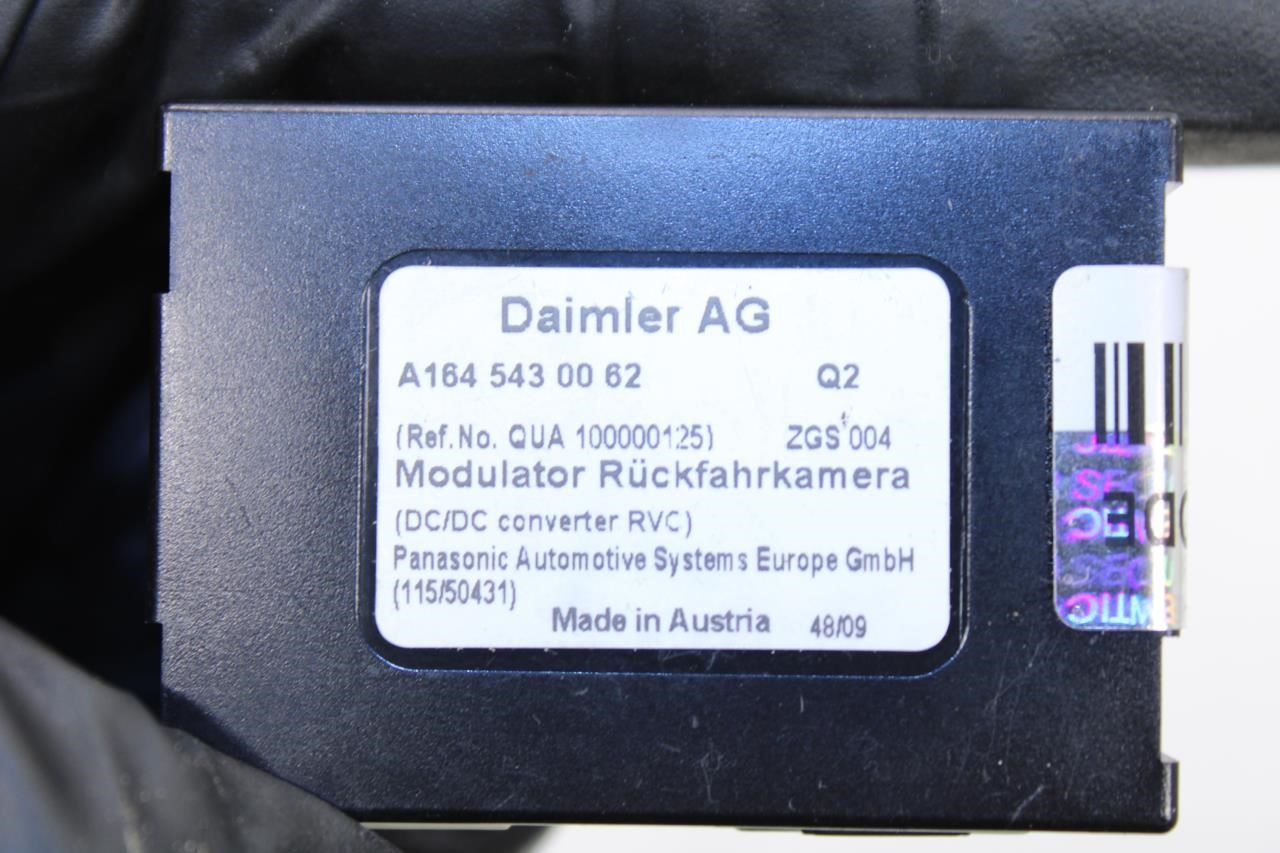 Daimler AG
A164 543 00 62 Q2
(Ref.No. QUA 100000125) ZGS 004
Modulator Rückfahrkamera
(DC/DC converter RVC)
Panasonic Automotive Systems Europe GmbH
(115/50431)
Made in Austria 48/09